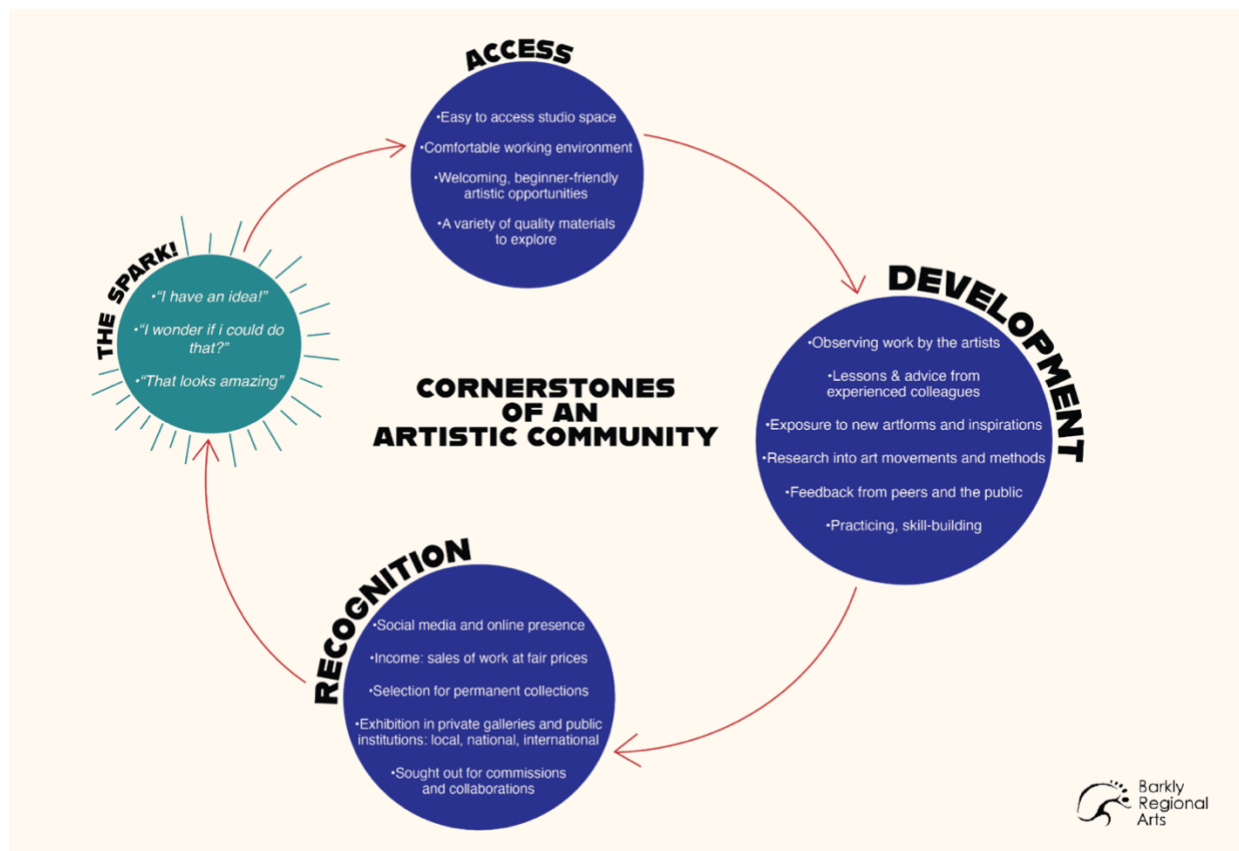 ACCESS
•Easy to access studio space
•Comfortable working environment
•Welcoming, beginner-friendly
artistic opportunities
•A variety of quality materials
to explore
DEVELOPMENT
•Observing work by the artists
•Lessons & advice from
experienced colleagues
•Exposure to new artforms and inspirations
•Research into art movements and methods
•Feedback from peers and the public
•Practicing, skill-building
RECOGNITION
•Social media and online presence
•Income: sales of work at fair prices
•Selection for permanent collections
•Exhibition in private galleries and public
institutions: local, national, international
•Sought out for commissions
and collaborations
THE SPARK!
•“I have an idea!”
•“I wonder if i could do
that?”
•“That looks amazing”
CORNERSTONES
OF AN
ARTISTIC COMMUNITY
Barkly
Regional
Arts